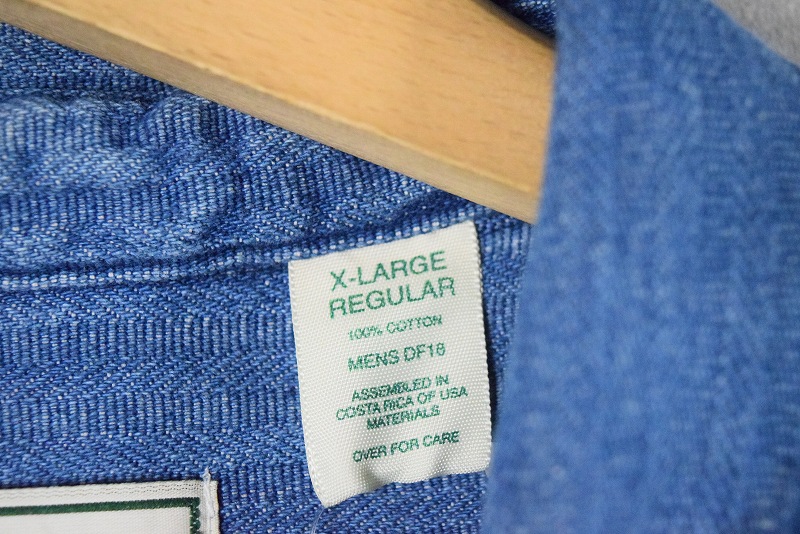 X-LARGE
REGULAR
100% COTTON
MENS DF18
ASSEMBLED IN
COSTA RICA OF USA
MATERIALS
OVER FOR CARE